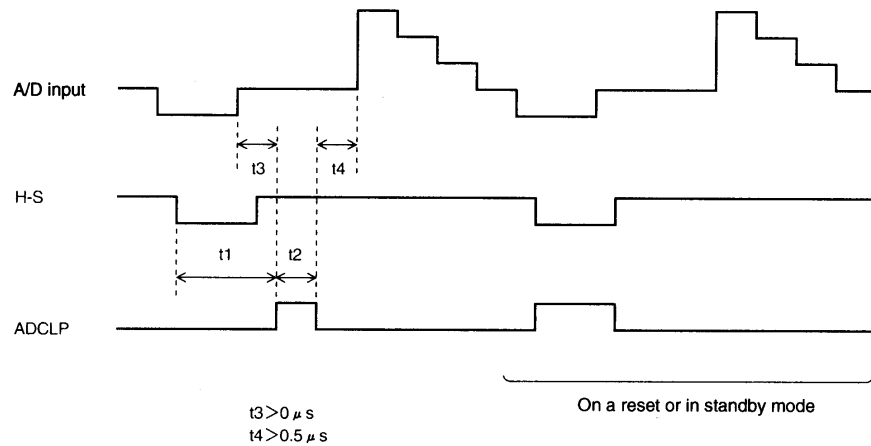 A/D input
t3
t4
H-S
t1
t2
ADCLP
On a reset or in standby mode
t3>0 μ s
t4>0.5 μ s